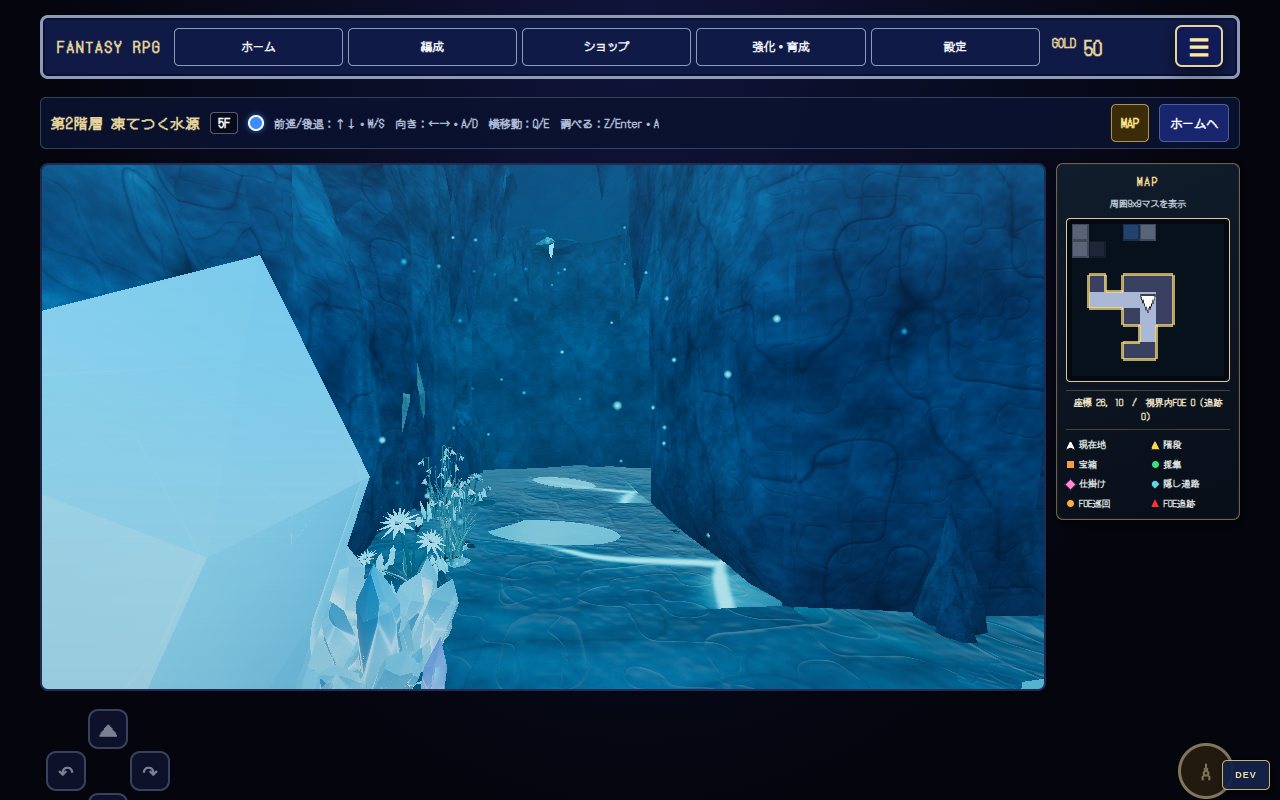 FANTASY RPG ホーム 編成 ショップ 強化・育成 設定 GOLD 50
第2階層 凍てつく水源 5F 前進/後退：↑↓・W/S 向き：←→・A/D 横移動：Q/E 調べる：Z/Enter・A MAP ホームへ
MAP
周囲9x9マスを表示
座標 26, 10 / 視界内FOE 0（追跡
0）
現在地 階段
宝箱 採集
仕掛け 隠し通路
FOE巡回 FOE追跡
A
DEV